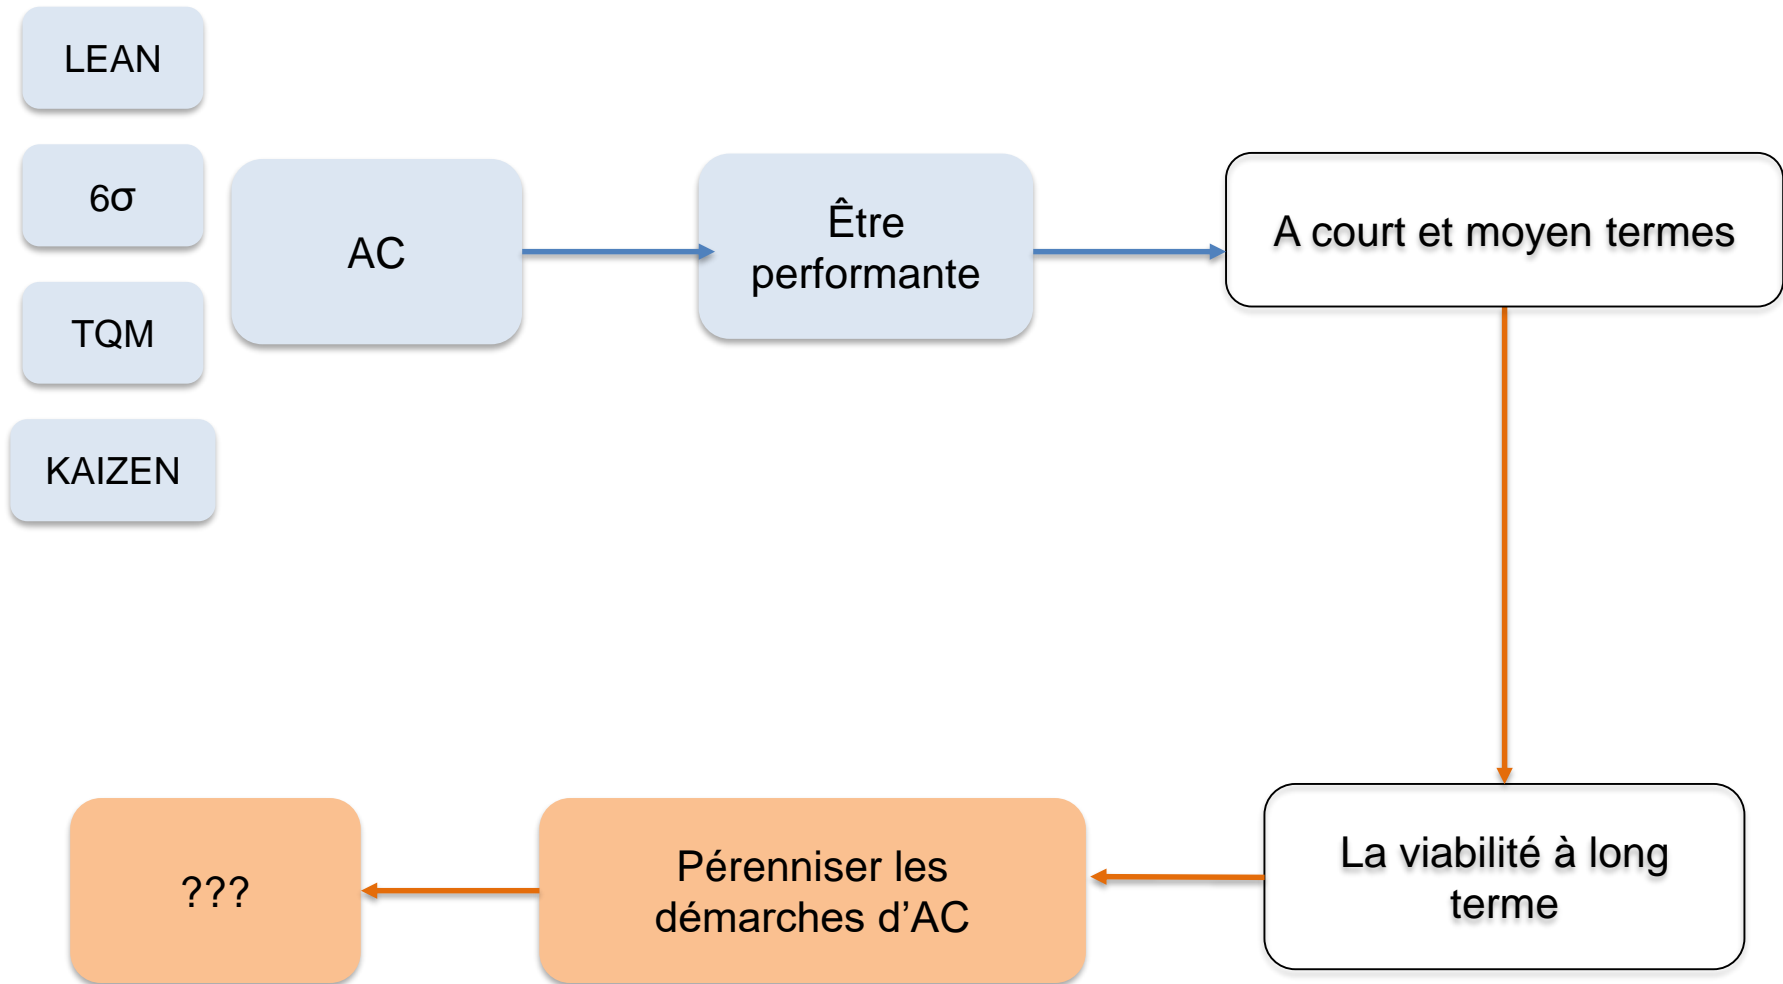 LEAN
6σ
TQM
KAIZEN
AC
Être
performante
A court et moyen termes
La viabilité à long
terme
Pérenniser les
démarches d’AC
???